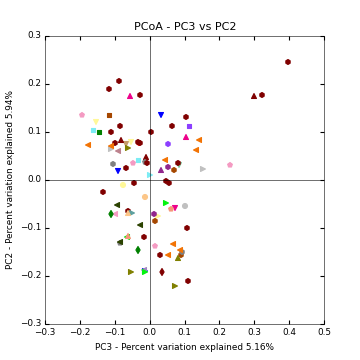 PCoA - PC3 vs PC2
0.3
0.2
0.1
0.0
−0.1
−0.2
−0.3
PC2 - Percent variation explained 5.94%
−0.3 −0.2 −0.1 0.0 0.1 0.2 0.3 0.4 0.5
PC3 - Percent variation explained 5.16%